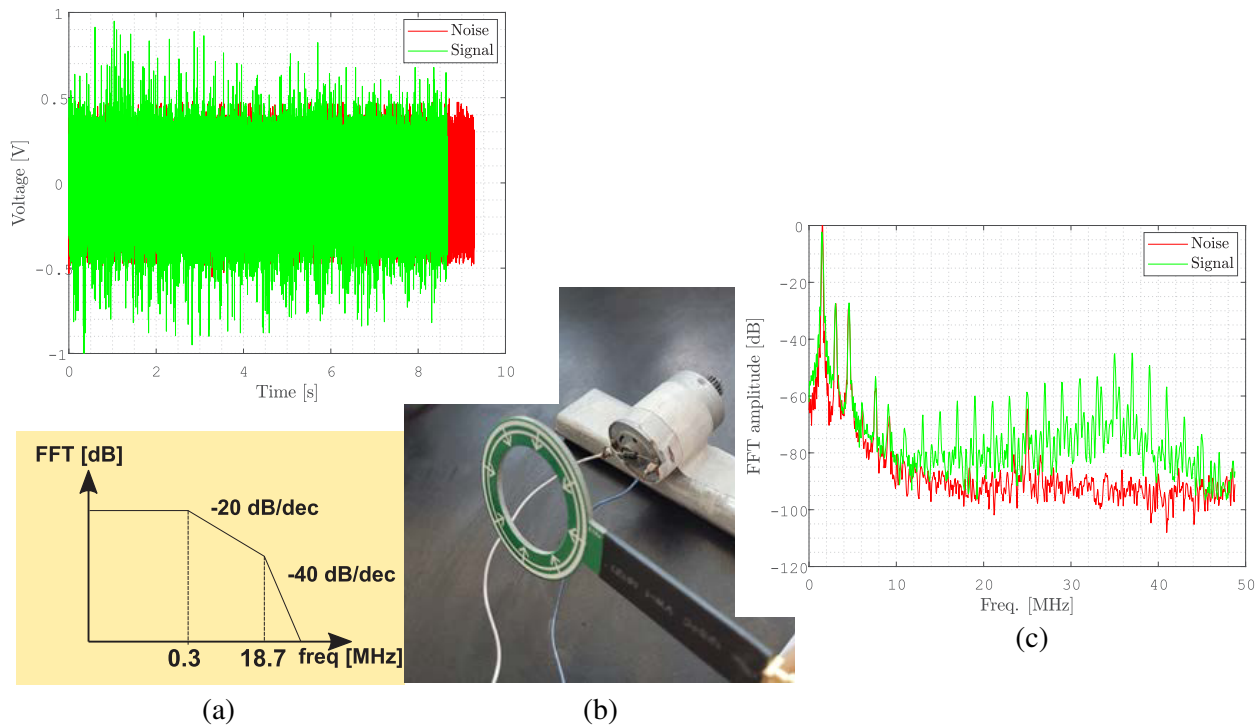 1
0.5
0
-0.5
-1
Voltage [V]
0 2 4 6 8 10
Time [s]
Noise
Signal
FFT [dB]
-20 dB/dec
-40 dB/dec
0.3 18.7 freq [MHz]
(a)
(b)
0
-20
-40
-60
-80
-100
-120
FFT amplitude [dB]
Noise
Signal
0 10 20 30 40 50
Freq. [MHz]
(c)